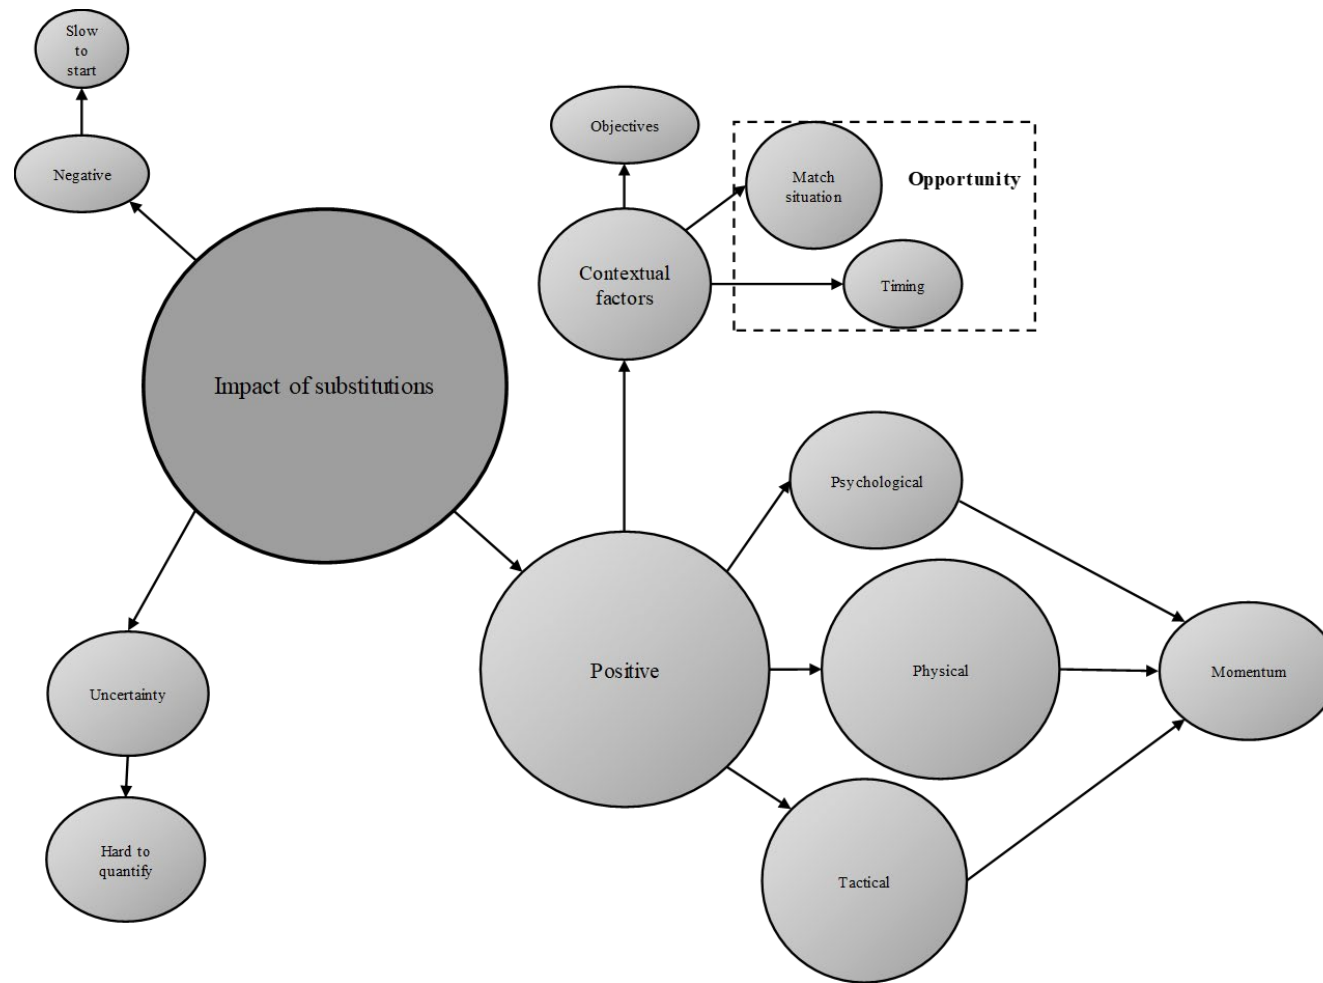 Slow
to
start
Negative
Objectives
Match
situation
Opportunity
Contextual
factors
Timing
Impact of substitutions
Psychological
Uncertainty
Positive
Physical
Momentum
Hard to
quantify
Tactical